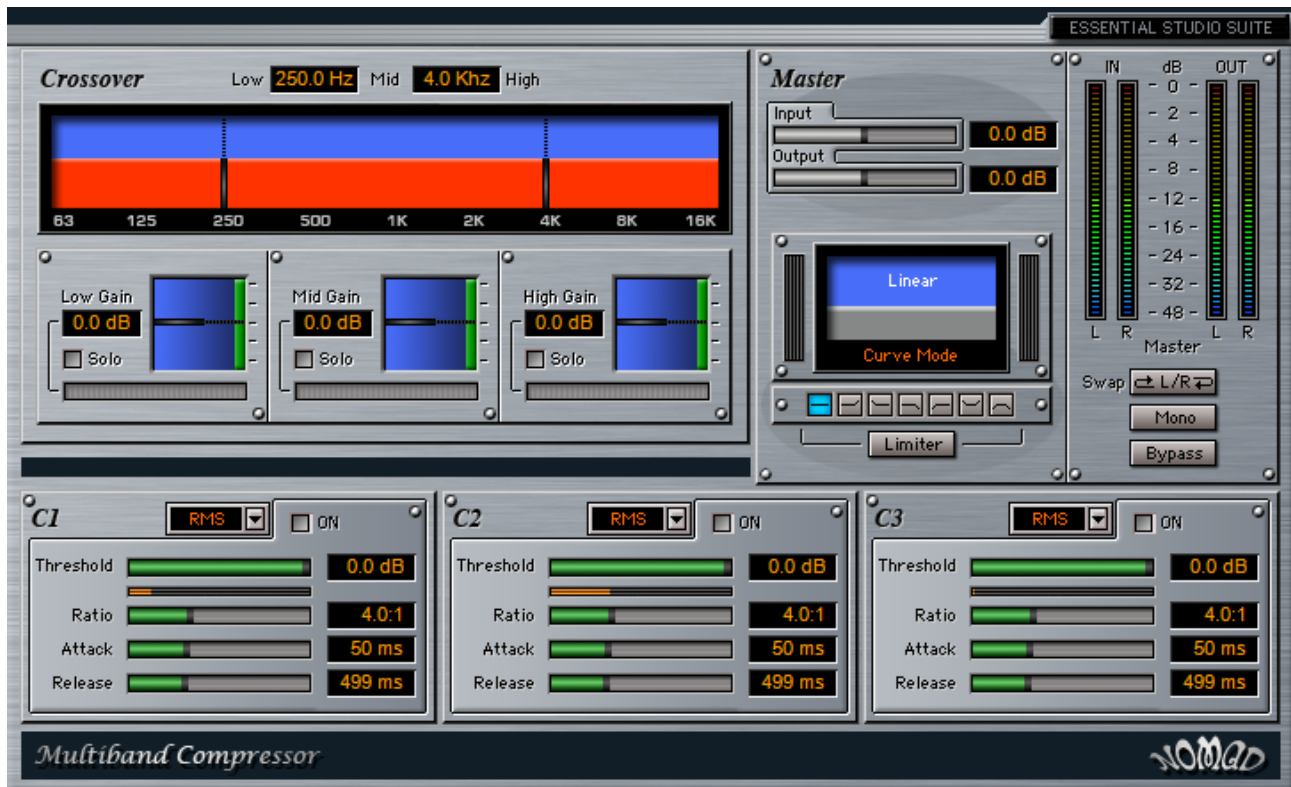 ESSENTIAL STUDIO SUITE
Crossover
Low 250.0 Hz Mid 4.0 Khz High
63 125 250 500 1K 2K 4K 8K 16K
Low Gain
0.0 dB
Solo
Mid Gain
0.0 dB
Solo
High Gain
0.0 dB
Solo
Master
Input
0.0 dB
Output
0.0 dB
Linear
Curve Mode
Limiter
IN dB OUT
- 0 -
- 2 -
- 4 -
- 8 -
- 12 -
- 16 -
- 24 -
- 32 -
- 48 -
L R L R
Master
Swap L/R
Mono
Bypass
C1 RMS ON
Threshold 0.0 dB
Ratio 4.0:1
Attack 50 ms
Release 499 ms
C2 RMS ON
Threshold 0.0 dB
Ratio 4.0:1
Attack 50 ms
Release 499 ms
C3 RMS ON
Threshold 0.0 dB
Ratio 4.0:1
Attack 50 ms
Release 499 ms
Multiband Compressor
NOMAD